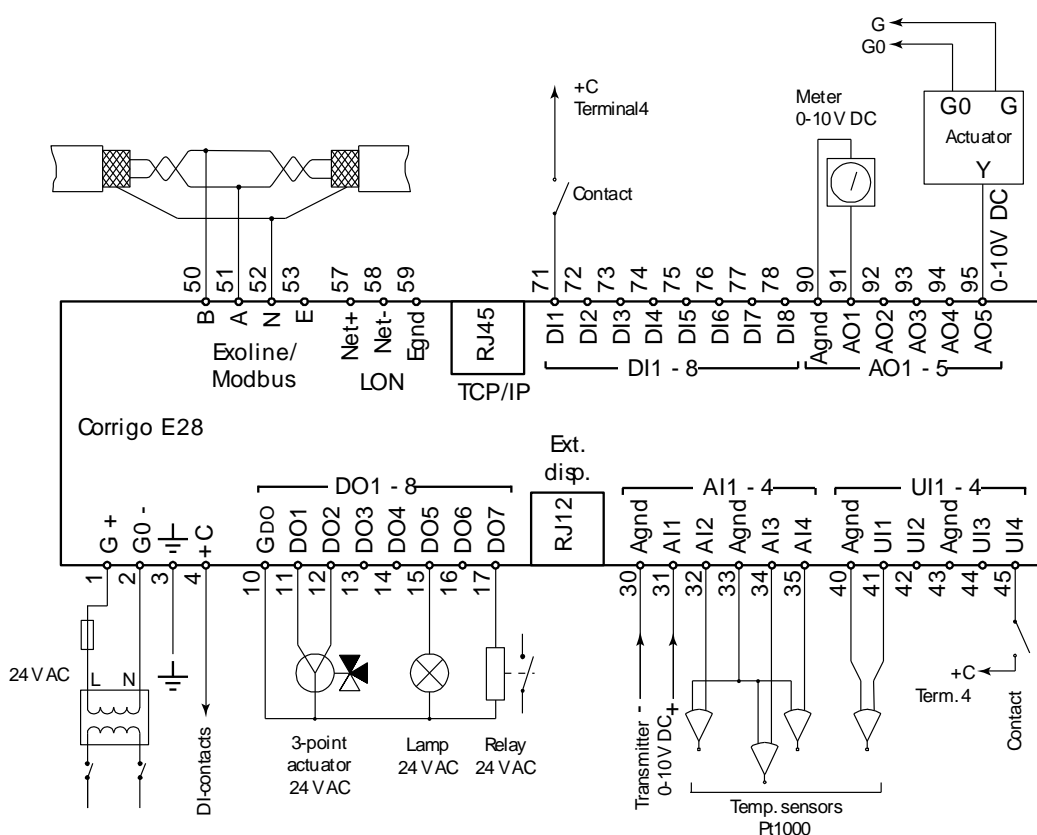 G
G0
+C
Terminal4
Meter
0-10V DC
G0 G
Actuator
Y
Contact
0-10V DC
50 51 52 53 57 58 59 71 72 73 74 75 76 77 78 90 91 92 93 94 95
B A N E Net+ Net- Egnd RJ45 DI1 DI2 DI3 DI4 DI5 DI6 DI7 DI8 Agnd AO1 AO2 AO3 AO4 AO5
Exoline/
Modbus
LON
TCP/IP
DI1 - 8
AO1 - 5
Corrigo E28
Ext.
disp.
DO1 - 8
AI1 - 4
UI1 - 4
G + G0 - +C GDO DO1 DO2 DO3 DO4 DO5 DO6 DO7 RJ12 Agnd AI1 AI2 Agnd AI3 AI4 Agnd UI1 UI2 Agnd UI3 UI4
1 2 3 4 10 11 12 13 14 15 16 17 30 31 32 33 34 35 40 41 42 43 44 45
24 V AC
L N
DI-contacts
3-point
actuator
24 V AC
Lamp
24 VAC
Relay
24 VAC
Transmitter -
0-10V DC +
Temp. sensors
Pt1000
+C
Term. 4
Contact